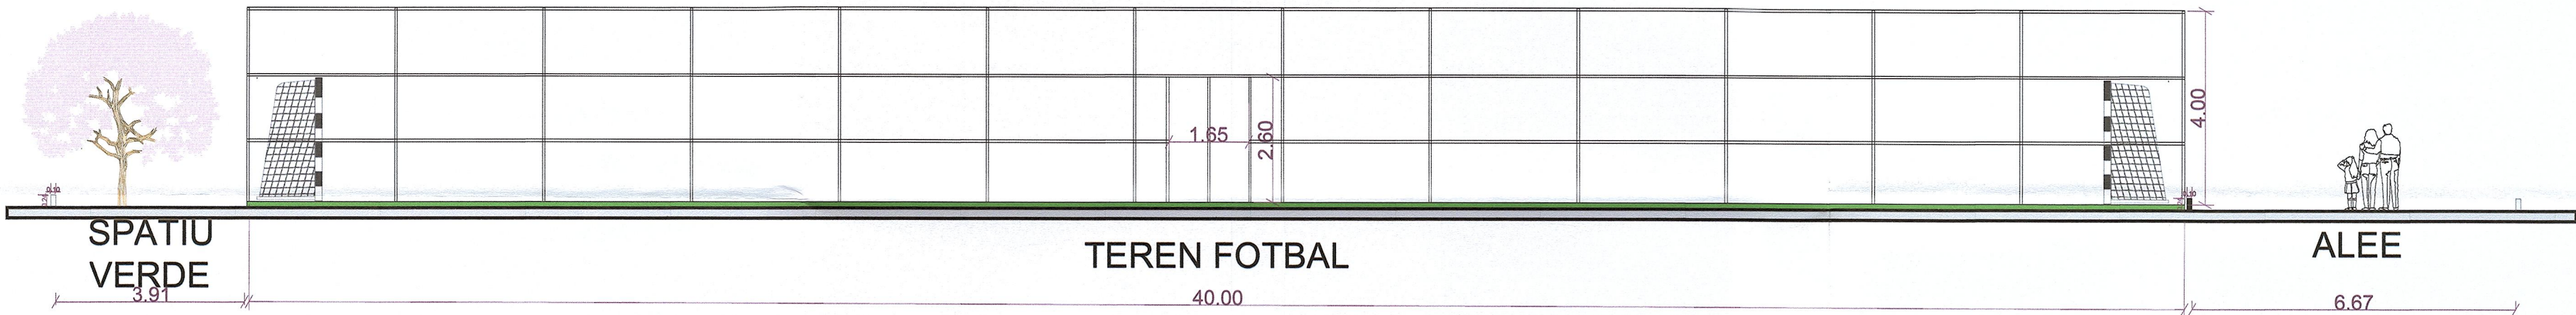 1.65
2.60
4.00
SPATIU
VERDE
TEREN FOTBAL
ALEE
3.91
40.00
6.67